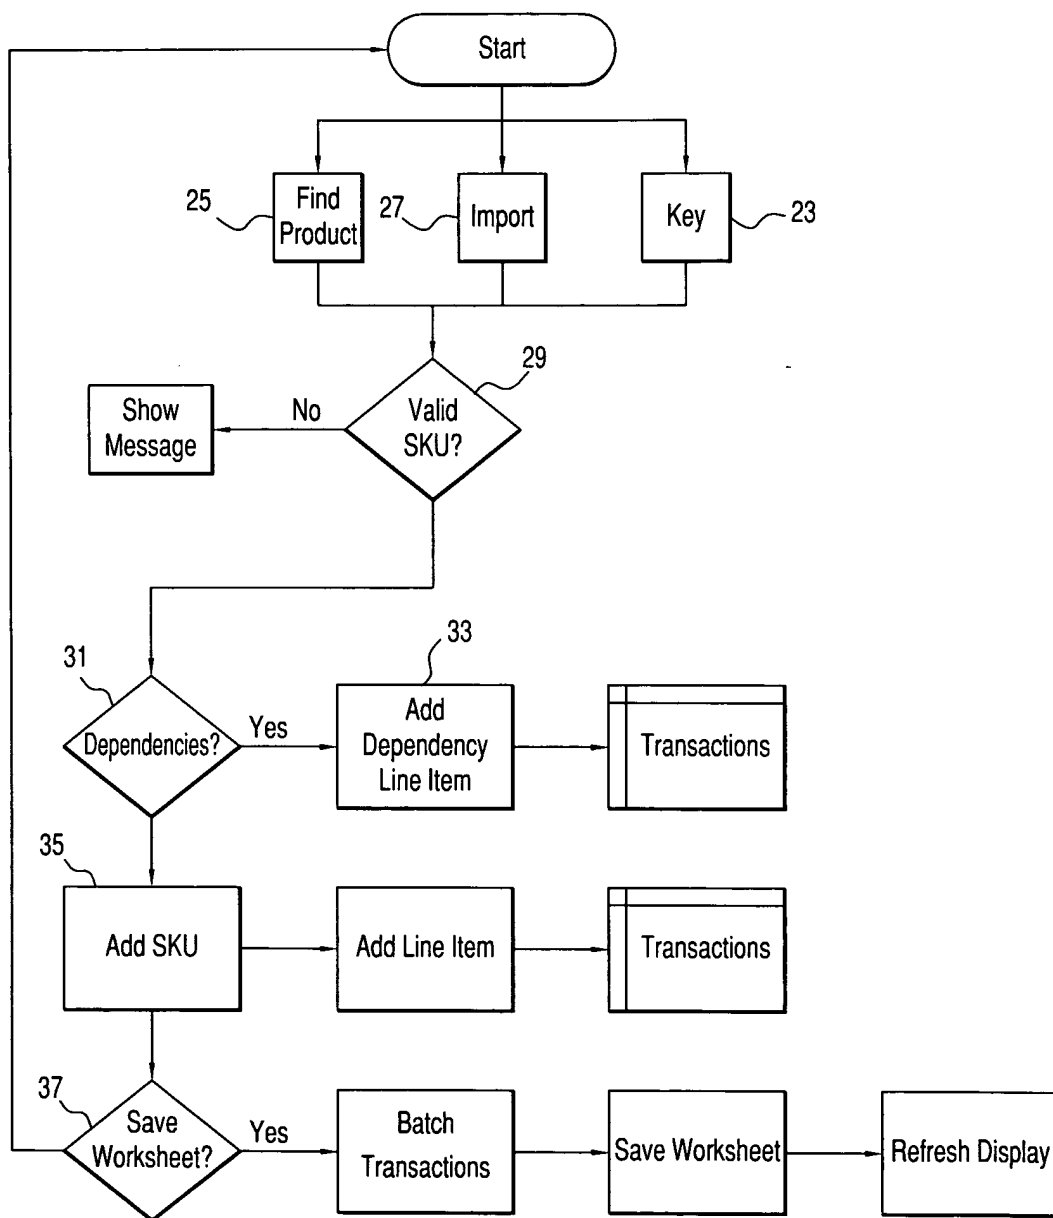 Start
25
Find
Product
27
Import
Key
23
29
Valid
SKU?
No
Show
Message
31
Dependencies?
Yes
33
Add
Dependency
Line Item
Transactions
35
Add SKU
Add Line Item
Transactions
37
Save
Worksheet?
Yes
Batch
Transactions
Save Worksheet
Refresh Display